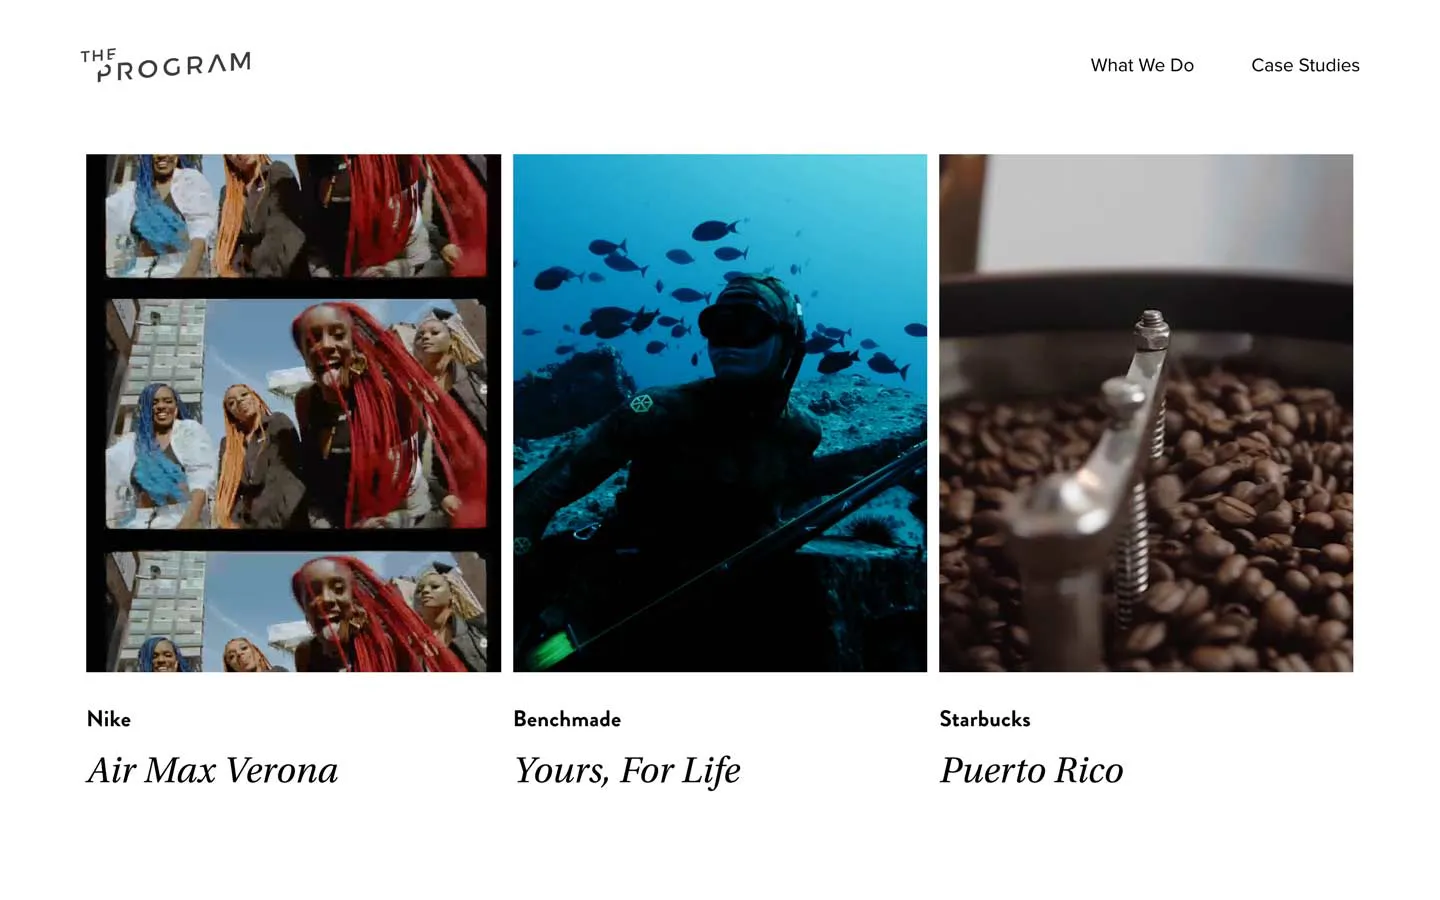 THE
PROGRAM
What We Do
Case Studies
Nike
Air Max Verona
Benchmade
Yours, For Life
Starbucks
Puerto Rico